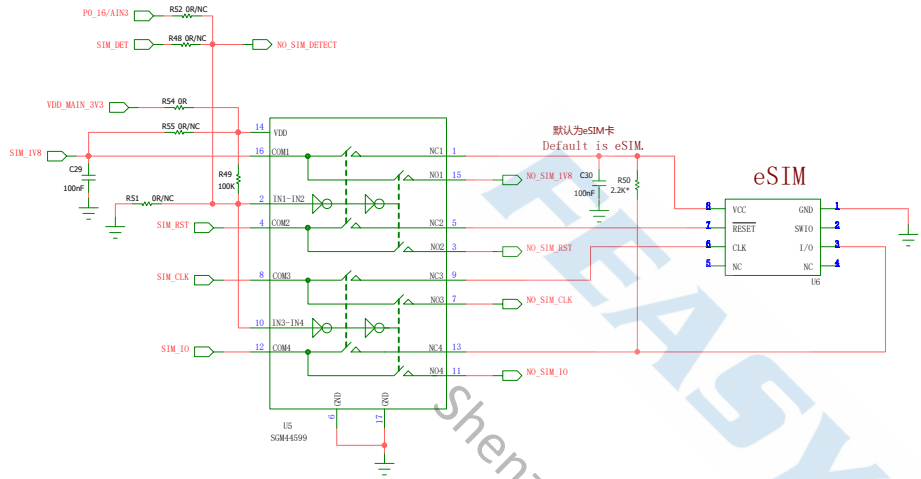 PO_16/AIN3
R52 0R/NC
SIM_DET
R48 0R/NC
NO_SIM_DETECT
VDD_MAIN_3V3
R54 0R
R55 0R/NC
SIM_1V8
C29
100nF
R49
100K
R51 0R/NC
SIM_RST
SIM_CLK
SIM_IO
14 VDD
16 COM1
2 IN1-IN2
4 COM2
8 COM3
10 IN3-IN4
12 COM4
NC1 1
NO1 15
NC2 5
NO2 3
NC3 9
NO3 7
NC4 13
NO4 11
GND 6
GND 17
U5
SGM44599
NO_SIM_1V8
NO_SIM_RST
NO_SIM_CLK
NO_SIM_IO
默认为eSIM卡
Default is eSIM.
C30
100nF
R50
2.2K*
eSIM
8 VCC
7 RESET
6 CLK
5 NC
GND 1
SWIO 2
I/O 3
NC 4
U6
FEASY
Shenz